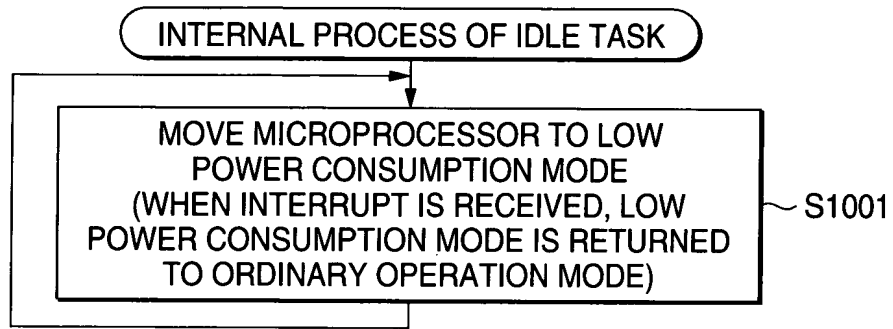 INTERNAL PROCESS OF IDLE TASK
MOVE MICROPROCESSOR TO LOW
POWER CONSUMPTION MODE
(WHEN INTERRUPT IS RECEIVED, LOW
POWER CONSUMPTION MODE IS RETURNED
TO ORDINARY OPERATION MODE)
S1001